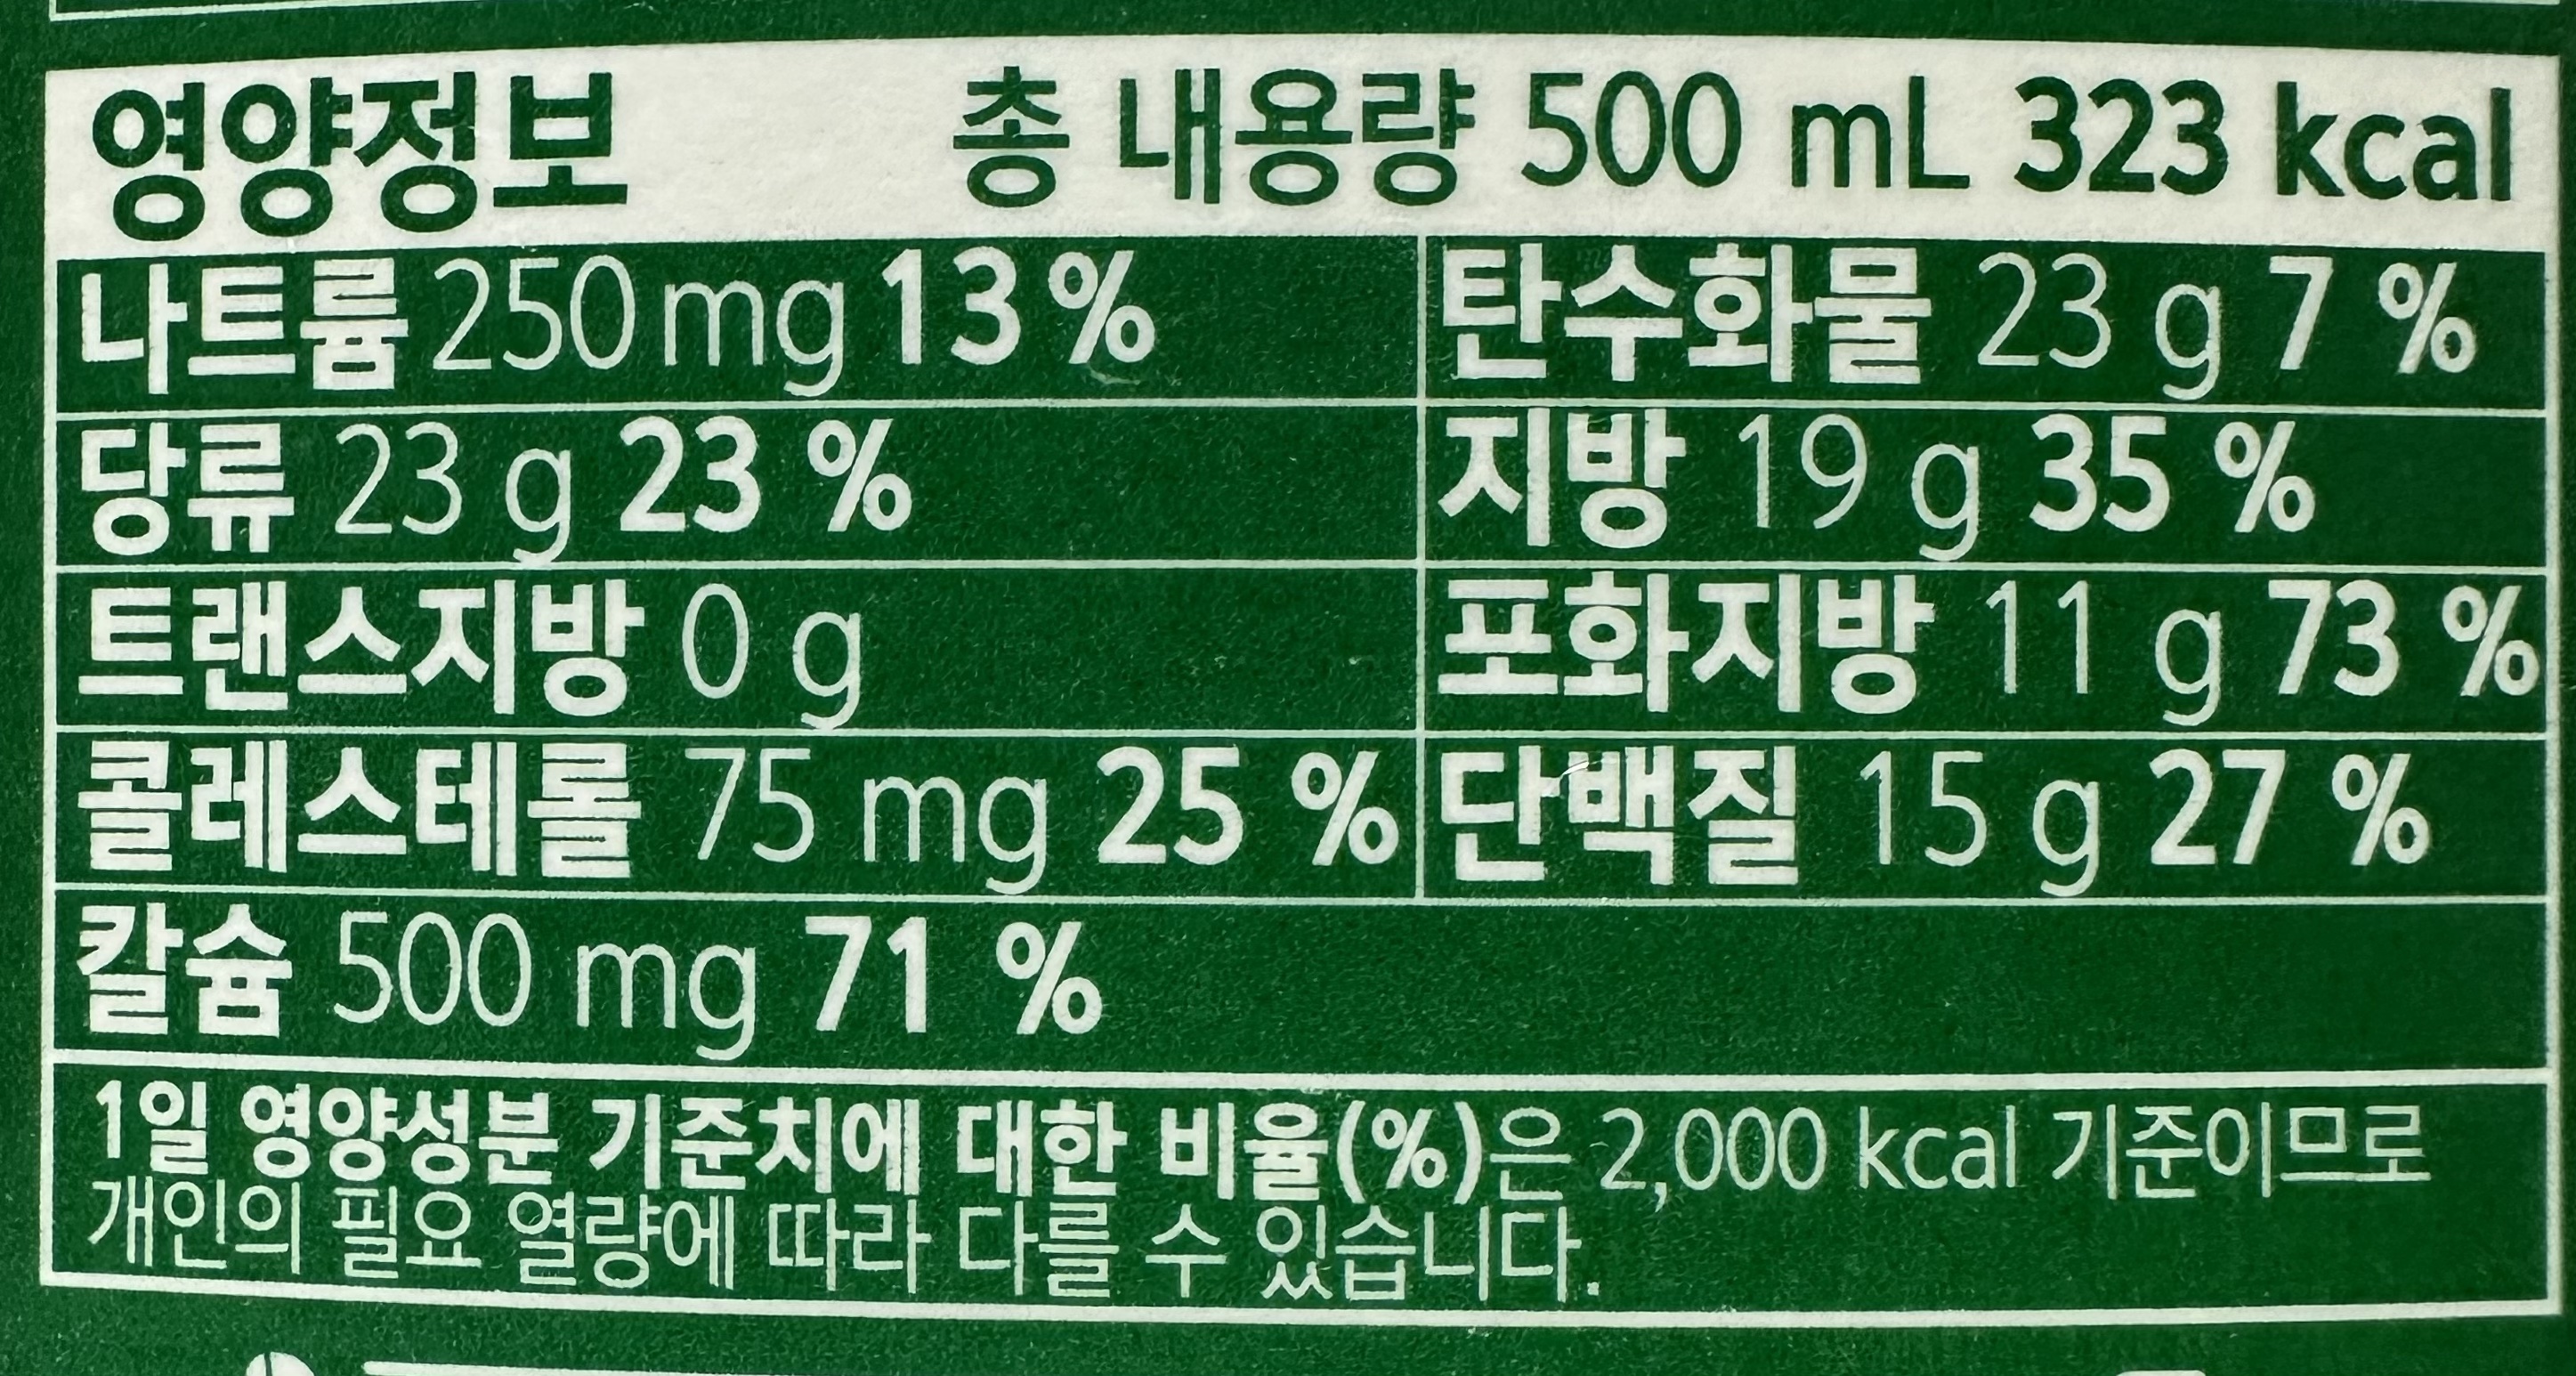 영양정보 총 내용량 500 mL 323 kcal
나트륨 250 mg 13 % 탄수화물 23 g 7 %
당류 23 g 23 % 지방 19 g 35 %
트랜스지방 0 g 포화지방 11 g 73 %
콜레스테롤 75 mg 25 % 단백질 15 g 27 %
칼슘 500 mg 71 %
1일 영양성분 기준치에 대한 비율(%)은 2,000 kcal 기준이므로
개인의 필요 열량에 따라 다를 수 있습니다.